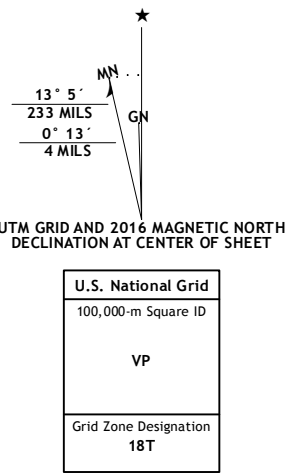 MN
13° 5´
233 MILS
GN
0° 13´
4 MILS
UTM GRID AND 2016 MAGNETIC NORTH
DECLINATION AT CENTER OF SHEET
U.S. National Grid
100,000-m Square ID
VP
Grid Zone Designation
18T